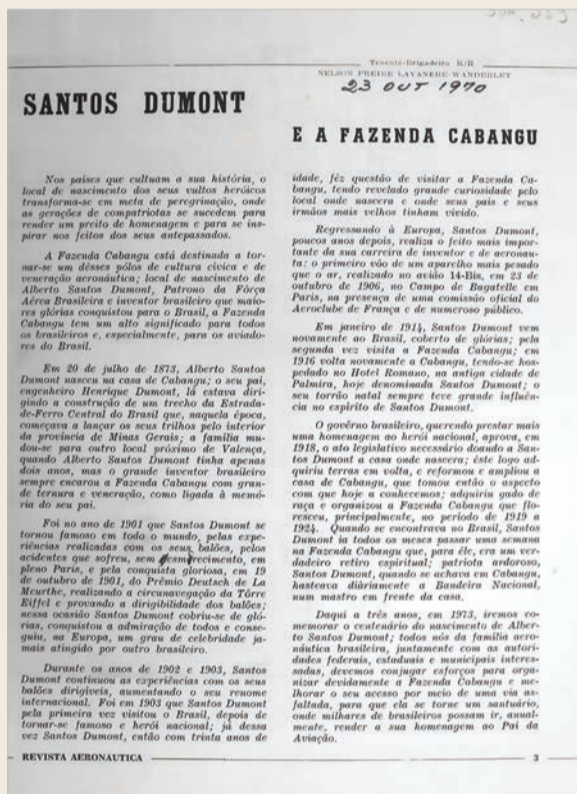 Tenente-Brigadeiro R/R
NELSON FREIRE LAVANERE-WANDERLEY
23 OUT 1970
SANTOS DUMONT
E A FAZENDA CABANGU
Nos países que cultuam a sua história, o
local de nascimento dos seus vultos heróicos
transforma-se em meta de peregrinação, onde
as gerações de compatriotas se sucedem para
render um preito de homenagem e para se ins-
pirar nos feitos dos seus antepassados.
A Fazenda Cabangu está destinada a tor-
nar-se um dêsses pólos de cultura cívica e de
veneração aeronáutica; local de nascimento de
Alberto Santos Dumont, Patrono da Fôrça
Aérea Brasileira e inventor brasileiro que maio-
res glórias conquistou para o Brasil, a Fazenda
Cabangu tem um alto significado para todos
os brasileiros e, especialmente, para os aviado-
res do Brasil.
Em 20 de julho de 1873, Alberto Santos
Dumont nasceu na casa de Cabangu; o seu pai,
engenheiro Henrique Dumont, lá estava diri-
gindo a construção de um trecho da Estrada-
de-Ferro Central do Brasil que, naquela época,
começava a lançar os seus trilhos pelo interior
da província de Minas Gerais; a família mu-
dou-se para outro local próximo de Valença,
quando Alberto Santos Dumont tinha apenas
dois anos, mas o grande inventor brasileiro
sempre encarou a Fazenda Cabangu com gran-
de ternura e veneração, como ligada à memó-
ria do seu pai.
Foi no ano de 1901 que Santos Dumont se
tornou famoso em todo o mundo, pelas expe-
riências realizadas com os seus balões, pelos
acidentes que sofreu, sem desmerecimento, em
pleno Paris, e pela conquista gloriosa, em 19
de outubro de 1901, do Prêmio Deutsch de La
Meurthe, realizando a circunavegação da Tôrre
Eiffel e provando a dirigibilidade dos balões;
nessa ocasião Santos Dumont cobriu-se de gló-
rias, conquistou a admiração de todos e conse-
guiu, na Europa, um grau de celebridade ja-
mais atingido por outro brasileiro.
Durante os anos de 1902 e 1903, Santos
Dumont continuou as experiências com os seus
balões dirigíveis, aumentando o seu renome
internacional. Foi em 1903 que Santos Dumont
pela primeira vez visitou o Brasil, depois de
tornar-se famoso e herói nacional; já dessa
vez Santos Dumont, então com trinta anos de
idade, fêz questão de visitar a Fazenda Ca-
bangu, tendo revelado grande curiosidade pelo
local onde nascera e onde seus pais e seus
irmãos mais velhos tinham vivido.
Regressando à Europa, Santos Dumont,
poucos anos depois, realiza o feito mais impor-
tante da sua carreira de inventor e de aeronau-
ta: o primeiro vôo de um aparelho mais pesado
que o ar, realizado no avião 14-Bis, em 23 de
outubro de 1906, no Campo de Bagatelle em
Paris, na presença de uma comissão oficial do
Aeroclube de França e de numeroso público.
Em janeiro de 1914, Santos Dumont vem
novamente ao Brasil, coberto de glórias; pela
segunda vez visita a Fazenda Cabangu; em
1916 volta novamente a Cabangu, tendo-se hos-
pedado no Hotel Romano, na antiga cidade de
Palmira, hoje denominada Santos Dumont; o
seu torrão natal sempre teve grande influên-
cia no espírito de Santos Dumont.
O govêrno brasileiro, querendo prestar mais
uma homenagem ao herói nacional, aprova, em
1918, o ato legislativo necessário doando a San-
tos Dumont a casa onde nascera; êste logo ad-
quiriu terras em volta, e reformou e ampliou a
casa de Cabangu, que tomou então o aspecto
com que hoje a conhecemos; adquiriu gado de
raça e organizou a Fazenda Cabangu que flo-
resceu, principalmente, no período de 1919 a
1924. Quando se encontrava no Brasil, Santos
Dumont ia todos os meses passar uma semana
na Fazenda Cabangu que, para êle, era um ver-
dadeiro retiro espiritual; patriota ardoroso,
Santos Dumont, quando se achava em Cabangu,
hasteava diàriamente a Bandeira Nacional,
num mastro em frente da casa.
Daqui a três anos, em 1973, iremos co-
memorar o centenário do nascimento de Alber-
to Santos Dumont; todos nós da família aero-
náutica brasileira, juntamente com as autori-
dades federais, estaduais e municipais interes-
sadas, devemos conjugar esforços para orga-
nizar devidamente a Fazenda Cabangu e me-
lhorar o seu acesso por meio de uma via as-
faltada, para que ela se torne um santuário,
onde milhares de brasileiros possam ir, anual-
mente, render a sua homenagem ao Pai da
Aviação.
REVISTA AERONAUTICA
3